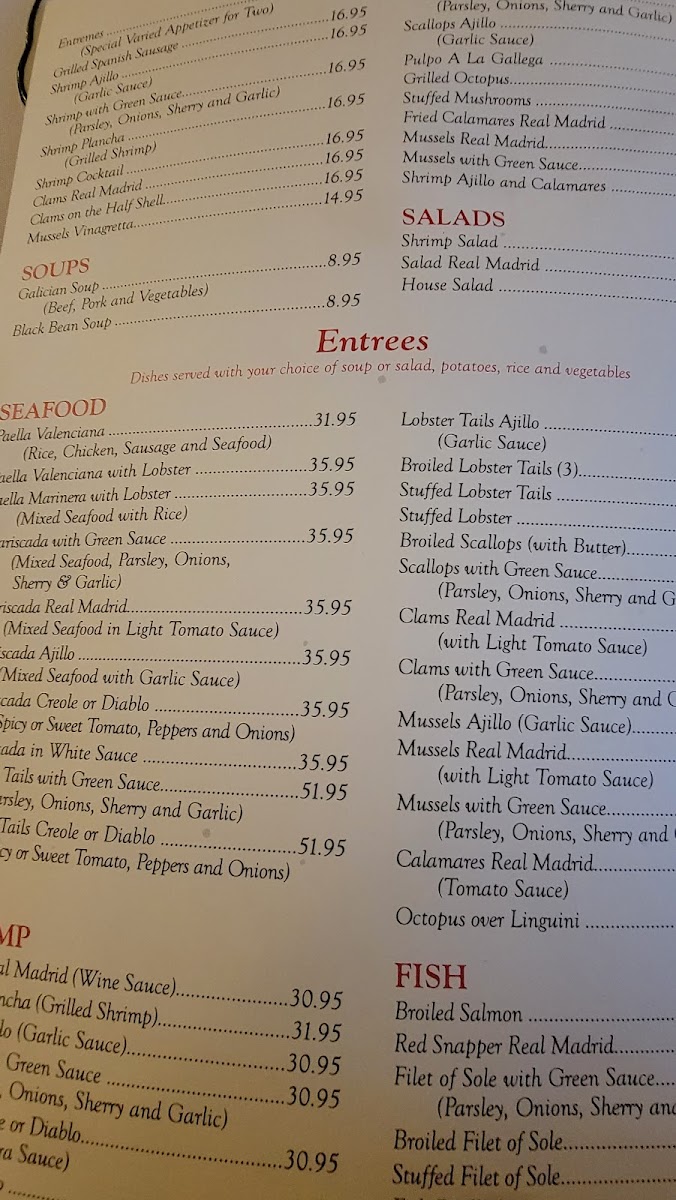 Entremes
(Special Varied Appetizer for Two)
Grilled Spanish Sausage 16.95
Shrimp Ajillo 16.95
(Garlic Sauce)
Shrimp with Green Sauce 16.95
(Parsley, Onions, Sherry and Garlic)
Shrimp Plancha 16.95
(Grilled Shrimp)
Shrimp Cocktail 16.95
Clams Real Madrid 16.95
Clams on the Half Shell 16.95
Mussels Vinagretta 14.95
SOUPS
Galician Soup 8.95
(Beef, Pork and Vegetables)
Black Bean Soup 8.95
(Parsley, Onions, Sherry and Garlic)
Scallops Ajillo
(Garlic Sauce)
Pulpo A La Gallega
Grilled Octopus
Stuffed Mushrooms
Fried Calamares Real Madrid
Mussels Real Madrid
Mussels with Green Sauce
Shrimp Ajillo and Calamares
SALADS
Shrimp Salad
Salad Real Madrid
House Salad
Entrees
Dishes served with your choice of soup or salad, potatoes, rice and vegetables
SEAFOOD
Paella Valenciana 31.95
(Rice, Chicken, Sausage and Seafood)
aella Valenciana with Lobster 35.95
aella Marinera with Lobster 35.95
(Mixed Seafood with Rice)
ariscada with Green Sauce 35.95
(Mixed Seafood, Parsley, Onions,
Sherry & Garlic)
riscada Real Madrid 35.95
(Mixed Seafood in Light Tomato Sauce)
iscada Ajillo 35.95
(Mixed Seafood with Garlic Sauce)
cada Creole or Diablo 35.95
Spicy or Sweet Tomato, Peppers and Onions)
ada in White Sauce 35.95
Tails with Green Sauce 51.95
arsley, Onions, Sherry and Garlic)
Tails Creole or Diablo 51.95
cy or Sweet Tomato, Peppers and Onions)
MP
al Madrid (Wine Sauce) 30.95
ncha (Grilled Shrimp) 31.95
lo (Garlic Sauce) 30.95
Green Sauce 30.95
, Onions, Sherry and Garlic)
e or Diablo 30.95
ra Sauce)
Lobster Tails Ajillo
(Garlic Sauce)
Broiled Lobster Tails (3)
Stuffed Lobster Tails
Stuffed Lobster
Broiled Scallops (with Butter)
Scallops with Green Sauce
(Parsley, Onions, Sherry and G
Clams Real Madrid
(with Light Tomato Sauce)
Clams with Green Sauce
(Parsley, Onions, Sherry and G
Mussels Ajillo (Garlic Sauce)
Mussels Real Madrid
(with Light Tomato Sauce)
Mussels with Green Sauce
(Parsley, Onions, Sherry and
Calamares Real Madrid
(Tomato Sauce)
Octopus over Linguini
FISH
Broiled Salmon
Red Snapper Real Madrid
Filet of Sole with Green Sauce
(Parsley, Onions, Sherry and
Broiled Filet of Sole
Stuffed Filet of Sole